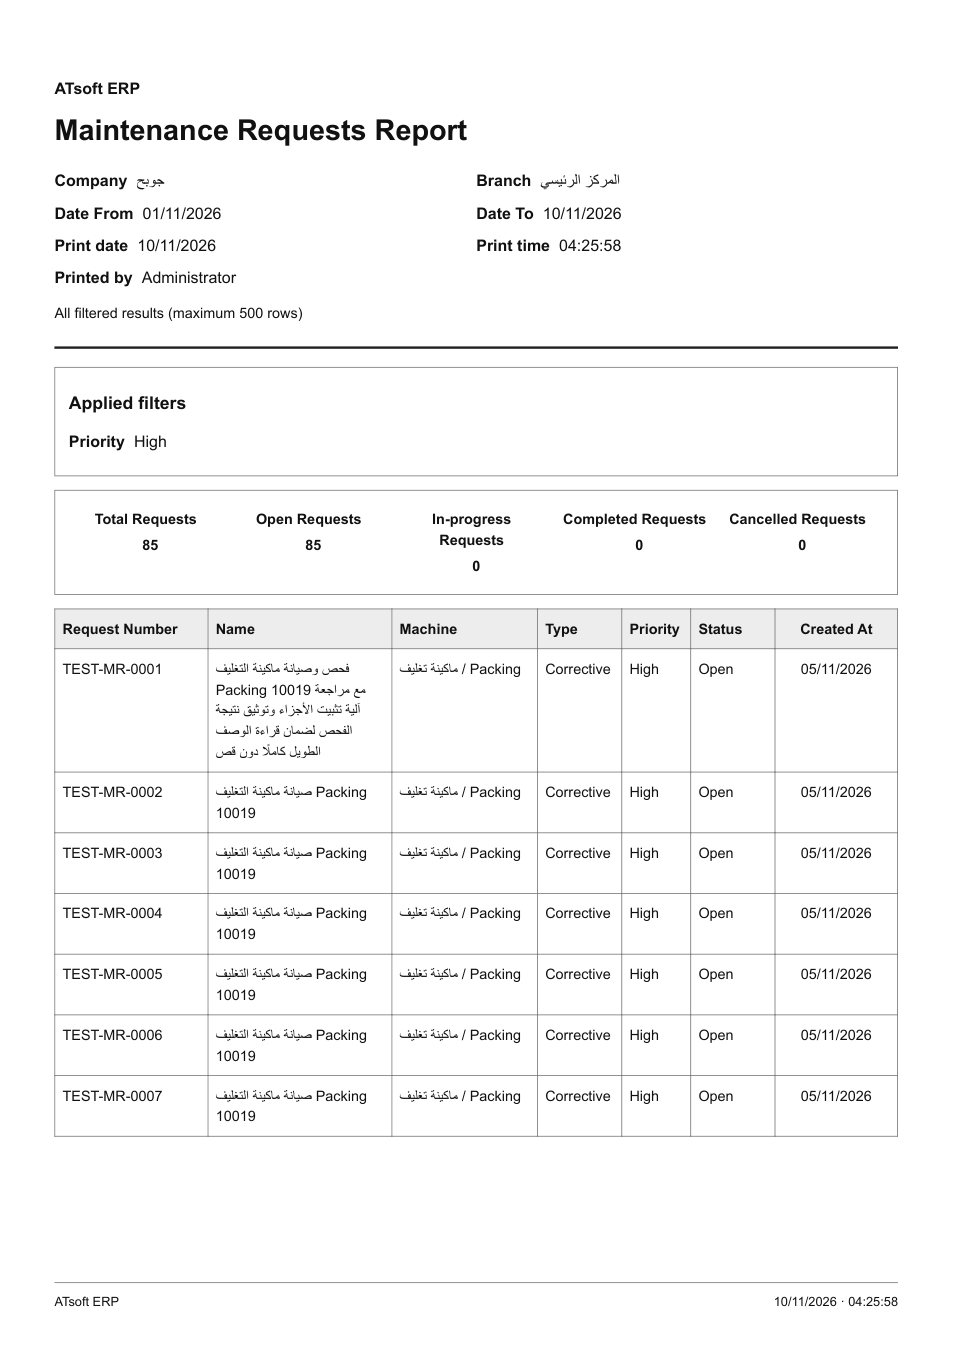 ATsoft ERP
Maintenance Requests Report
Company جوبح
Branch المركز الرئيسي
Date From 01/11/2026
Date To 10/11/2026
Print date 10/11/2026
Print time 04:25:58
Printed by Administrator
All filtered results (maximum 500 rows)
Applied filters
Priority High
Total Requests
85
Open Requests
85
In-progress
Requests
0
Completed Requests
0
Cancelled Requests
0
Request Number Name Machine Type Priority Status Created At
TEST-MR-0001 فحص وصيانة ماكينة التغليف ماكينة تغليف / Packing Corrective High Open 05/11/2026
Packing 10019 مع مراجعة
آلية تثبيت الأجزاء وتوثيق نتيجة
الفحص لضمان قراءة الوصف
الطويل كاملًا دون قص
TEST-MR-0002 صيانة ماكينة التغليف Packing ماكينة تغليف / Packing Corrective High Open 05/11/2026
10019
TEST-MR-0003 صيانة ماكينة التغليف Packing ماكينة تغليف / Packing Corrective High Open 05/11/2026
10019
TEST-MR-0004 صيانة ماكينة التغليف Packing ماكينة تغليف / Packing Corrective High Open 05/11/2026
10019
TEST-MR-0005 صيانة ماكينة التغليف Packing ماكينة تغليف / Packing Corrective High Open 05/11/2026
10019
TEST-MR-0006 صيانة ماكينة التغليف Packing ماكينة تغليف / Packing Corrective High Open 05/11/2026
10019
TEST-MR-0007 صيانة ماكينة التغليف Packing ماكينة تغليف / Packing Corrective High Open 05/11/2026
10019
ATsoft ERP
10/11/2026 · 04:25:58